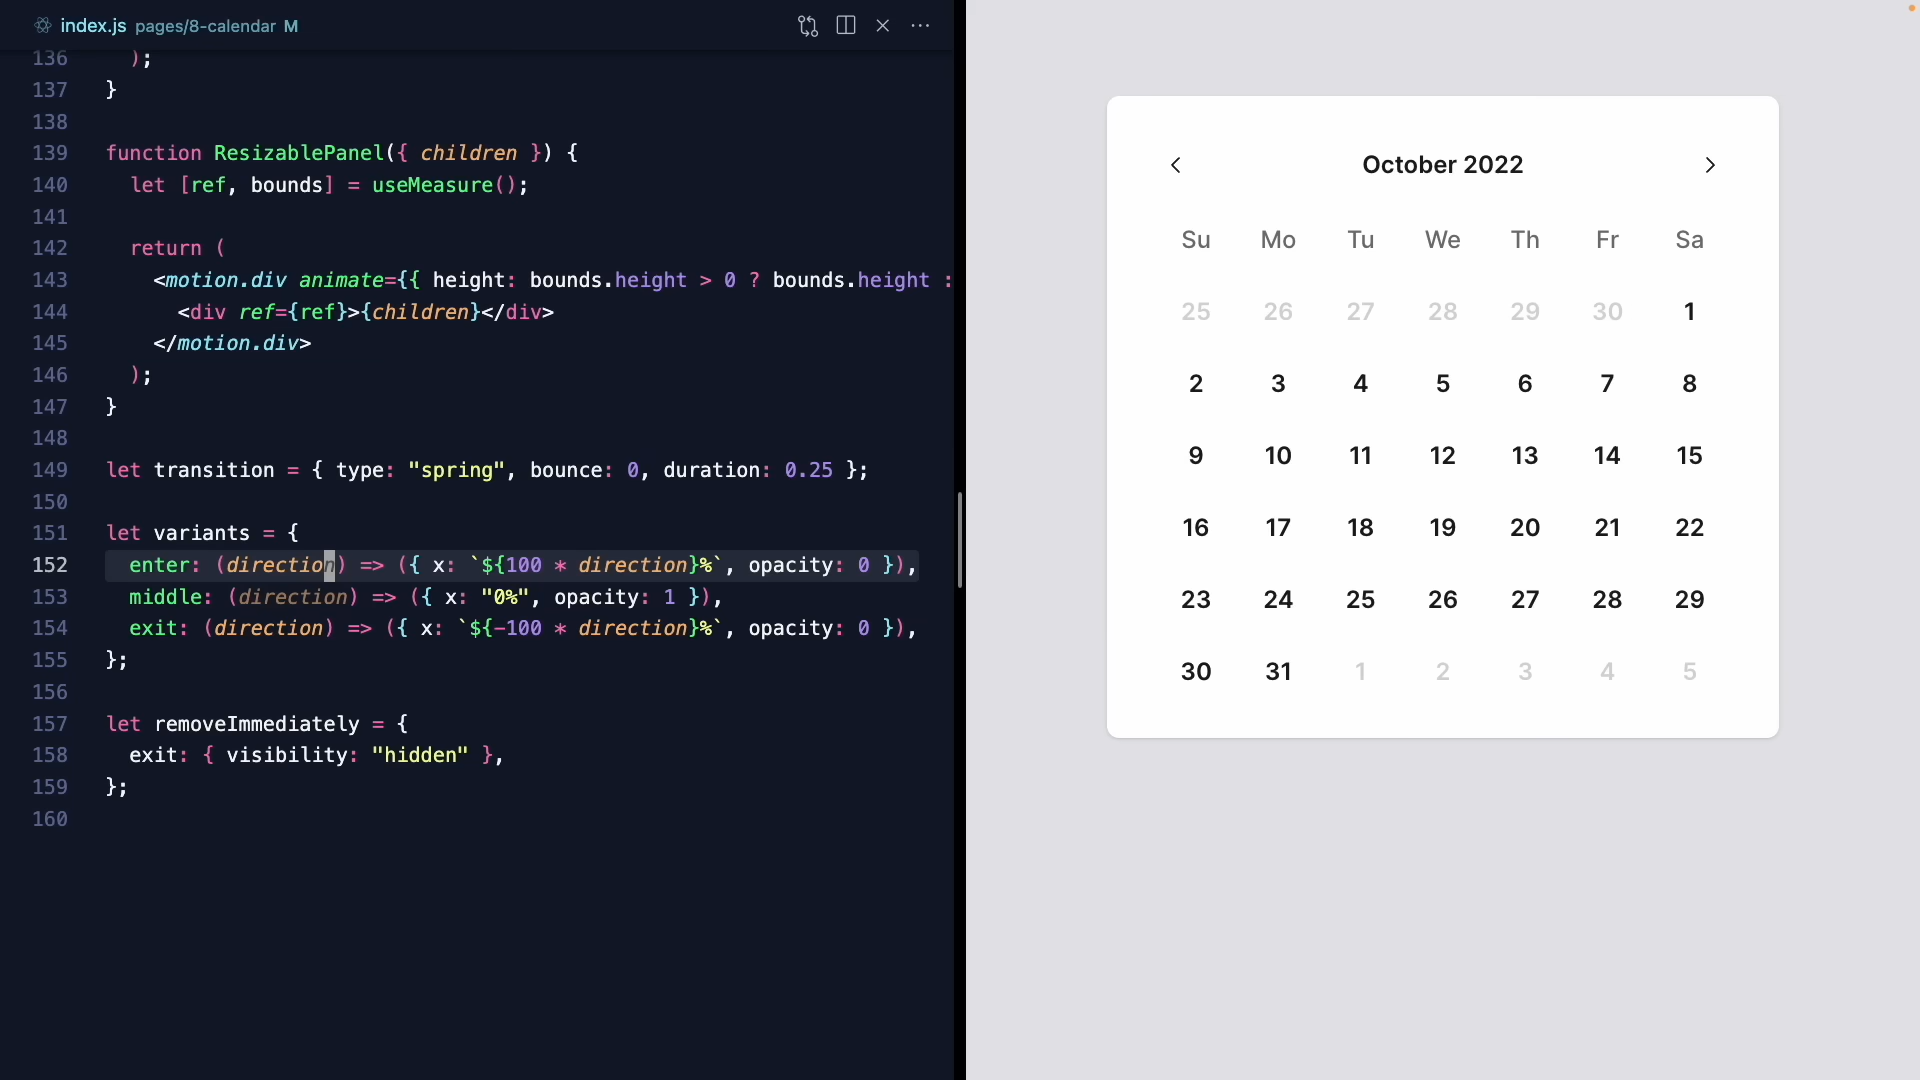 index.js pages/8-calendar M
136 );
137 }
138
139 function ResizablePanel({ children }) {
140 let [ref, bounds] = useMeasure();
141
142 return (
143 <motion.div animate={{ height: bounds.height > 0 ? bounds.height :
144 <div ref={ref}>{children}</div>
145 </motion.div>
146 );
147 }
148
149 let transition = { type: "spring", bounce: 0, duration: 0.25 };
150
151 let variants = {
152 enter: (direction) => ({ x: `${100 * direction}%`, opacity: 0 }),
153 middle: (direction) => ({ x: "0%", opacity: 1 }),
154 exit: (direction) => ({ x: `${-100 * direction}%`, opacity: 0 }),
155 };
156
157 let removeImmediately = {
158 exit: { visibility: "hidden" },
159 };
160
October 2022
Su Mo Tu We Th Fr Sa
25 26 27 28 29 30 1
2 3 4 5 6 7 8
9 10 11 12 13 14 15
16 17 18 19 20 21 22
23 24 25 26 27 28 29
30 31 1 2 3 4 5